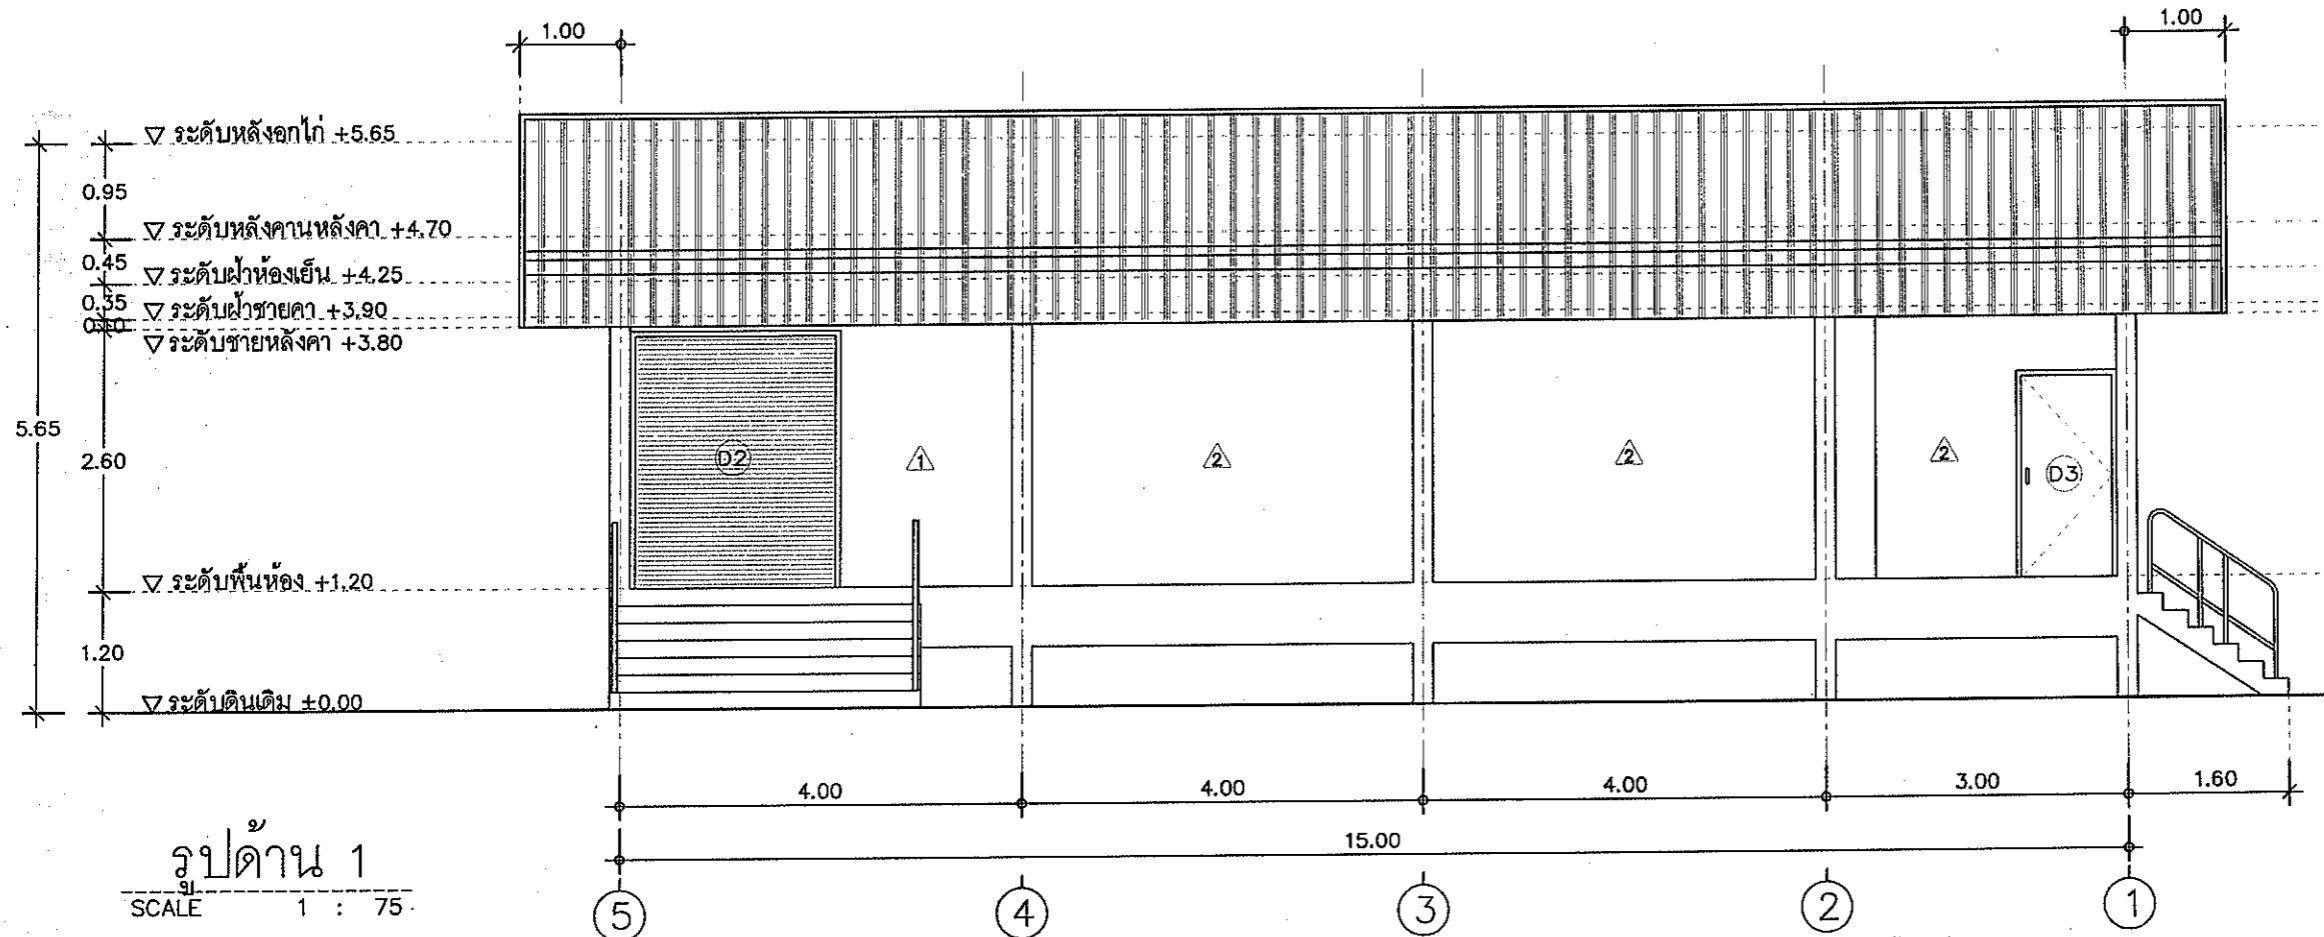 1.00
1.00
▽ ระดับหลังอกไก่ +5.65
0.95
▽ ระดับหลังคานหลังคา +4.70
0.45
▽ ระดับฝ้าห้องเย็น +4.25
0.35
▽ ระดับฝ้าชายคา +3.90
▽ ระดับชายหลังคา +3.80
5.65
2.60
D2
1
2
2
2
D3
▽ ระดับพื้นห้อง +1.20
1.20
▽ ระดับดินเดิม ±0.00
4.00
4.00
4.00
3.00
1.60
15.00
รูปด้าน 1
SCALE 1 : 75
5
4
3
2
1